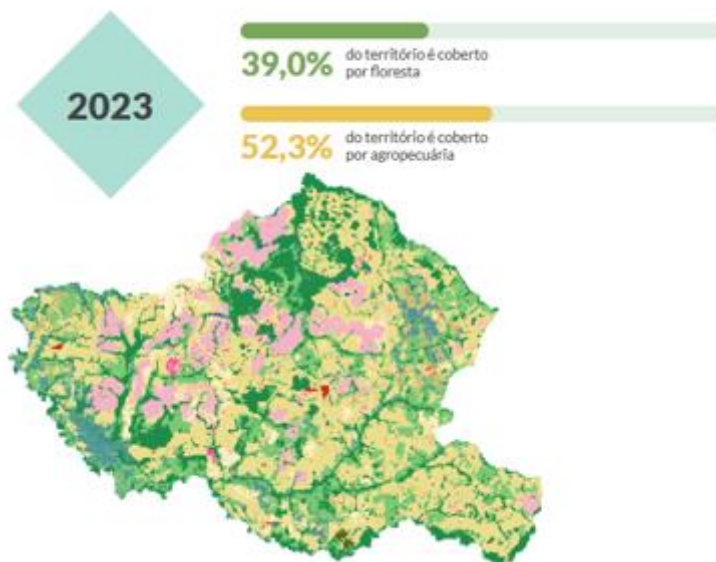 2023
39,0%
do território é coberto
por floresta
52,3%
do território é coberto
por agropecuária